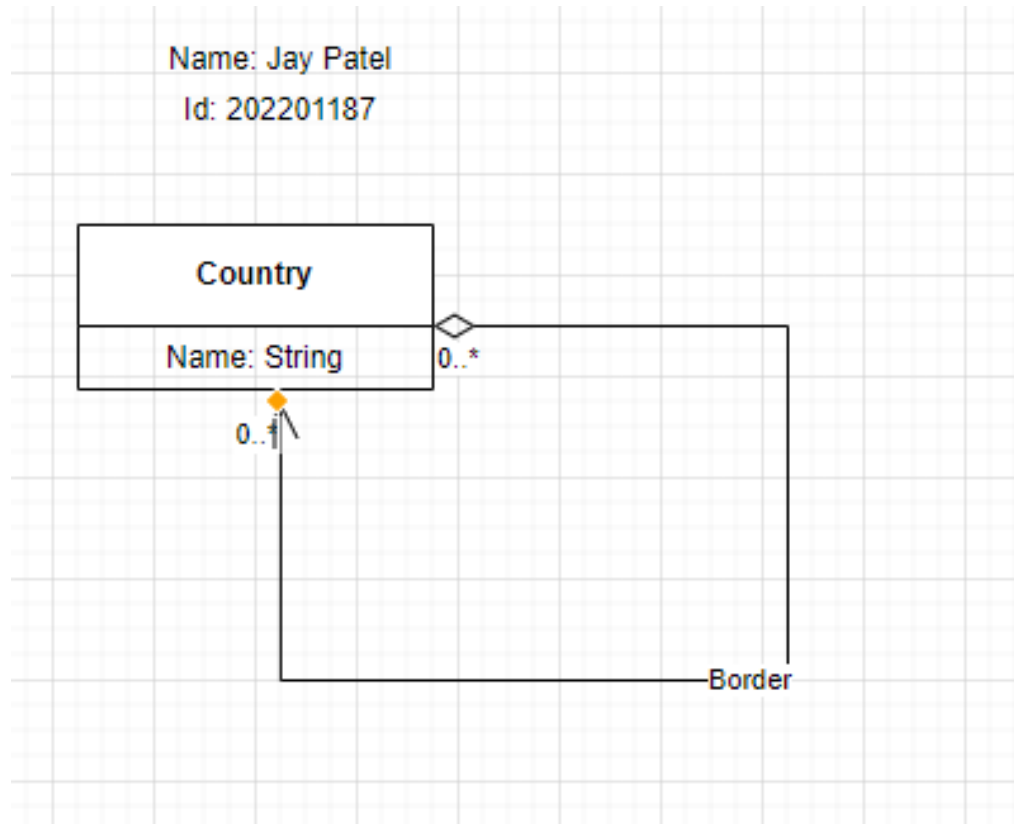 Name: Jay Patel
Id: 202201187
Country
Name: String
0..*
0..*
Border